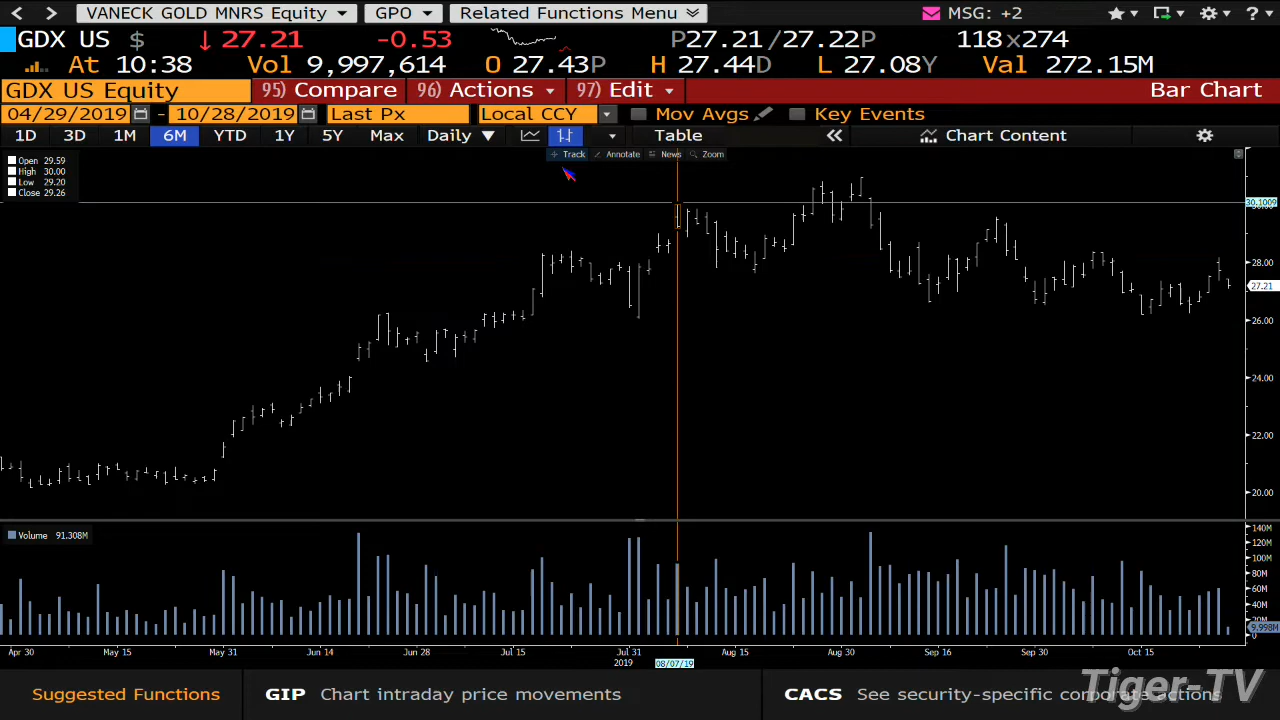 VANECK GOLD MNRS Equity GPO Related Functions Menu MSG: +2 ?
GDX US $ ↓ 27.21 -0.53 P27.21/27.22P 118x274
At 10:38 Vol 9,997,614 O 27.43P H 27.44D L 27.08Y Val 272.15M
GDX US Equity 95) Compare 96) Actions 97) Edit Bar Chart
04/29/2019 - 10/28/2019 Last Px Local CCY Mov Avgs Key Events
1D 3D 1M 6M YTD 1Y 5Y Max Daily ▼ Table « Chart Content
Track Annotate News Zoom
Open 29.59
High 30.00
Low 29.20
Close 29.26
30.1009
28.00
27.21
26.00
24.00
22.00
20.00
Volume 91.308M
140M
120M
100M
80M
60M
40M
20M
9.998M
0
Apr 30 May 15 May 31 Jun 14 Jun 28 Jul 15 Jul 31 Aug 15 Aug 30 Sep 16 Sep 30 Oct 15
2019 08/07/19
Suggested Functions GIP Chart intraday price movements CACS See security-specific corporate actions
Tiger-TV